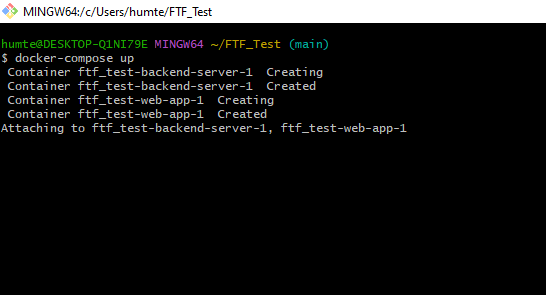 MINGW64:/c/Users/humte/FTF_Test
humte@DESKTOP-Q1NI79E MINGW64 ~/FTF_Test (main)
$ docker-compose up
Container ftf_test-backend-server-1  Creating
Container ftf_test-backend-server-1  Created
Container ftf_test-web-app-1  Creating
Container ftf_test-web-app-1  Created
Attaching to ftf_test-backend-server-1, ftf_test-web-app-1